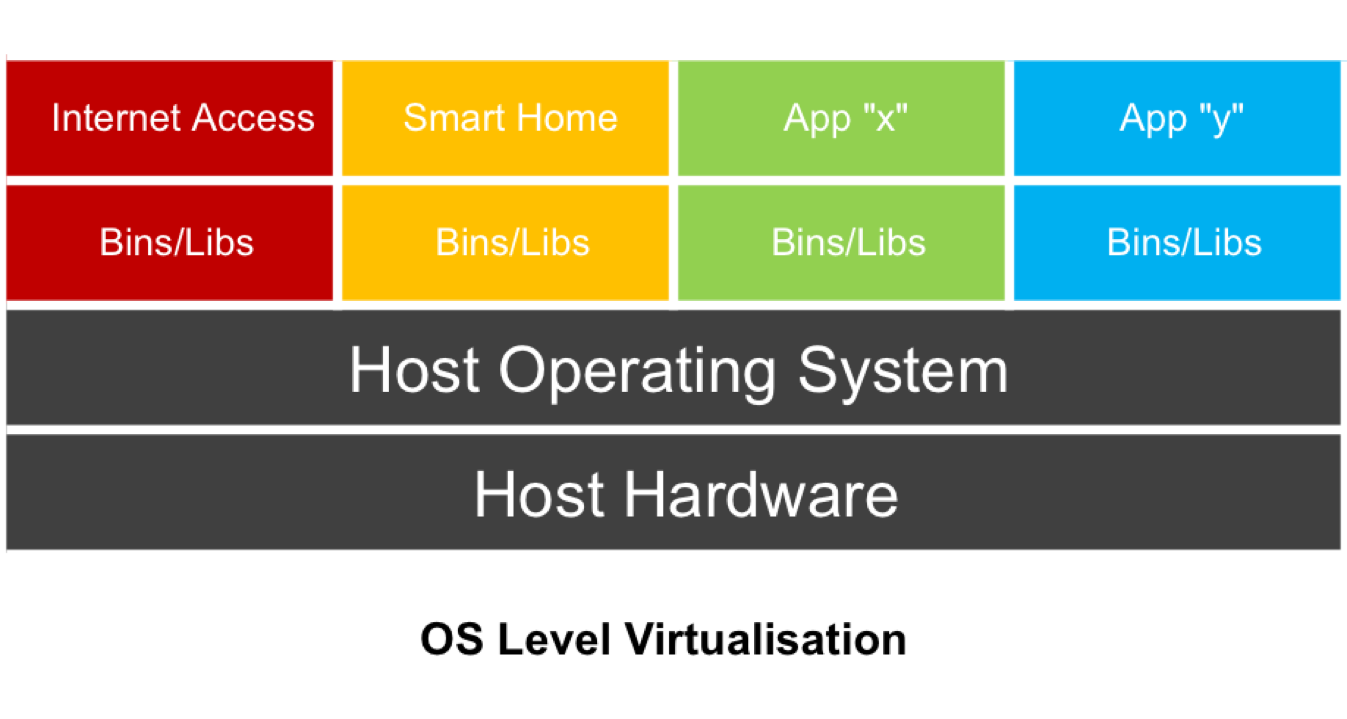 Internet Access
Smart Home
App "x"
App "y"
Bins/Libs
Bins/Libs
Bins/Libs
Bins/Libs
Host Operating System
Host Hardware
OS Level Virtualisation